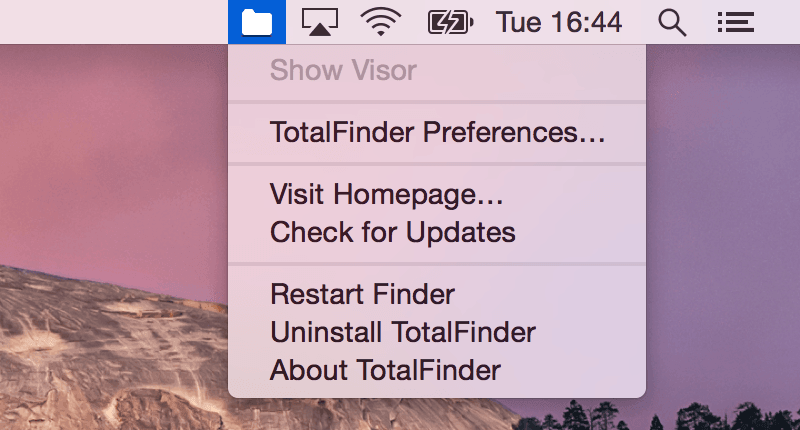 Tue 16:44
Show Visor
TotalFinder Preferences…
Visit Homepage…
Check for Updates
Restart Finder
Uninstall TotalFinder
About TotalFinder